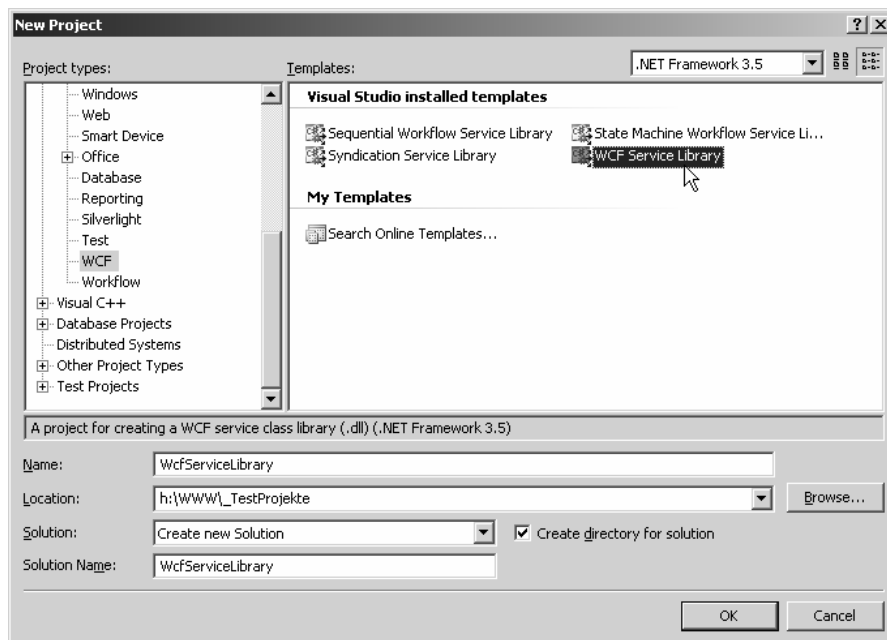 New Project
Project types:
Templates:
.NET Framework 3.5
Windows
Web
Smart Device
Office
Database
Reporting
Silverlight
Test
WCF
Workflow
Visual C++
Database Projects
Distributed Systems
Other Project Types
Test Projects
Visual Studio installed templates
Sequential Workflow Service Library
State Machine Workflow Service Li...
Syndication Service Library
WCF Service Library
My Templates
Search Online Templates...
A project for creating a WCF service class library (.dll) (.NET Framework 3.5)
Name:
WcfServiceLibrary
Location:
h:\WWW\_TestProjekte
Browse...
Solution:
Create new Solution
Create directory for solution
Solution Name:
WcfServiceLibrary
OK
Cancel